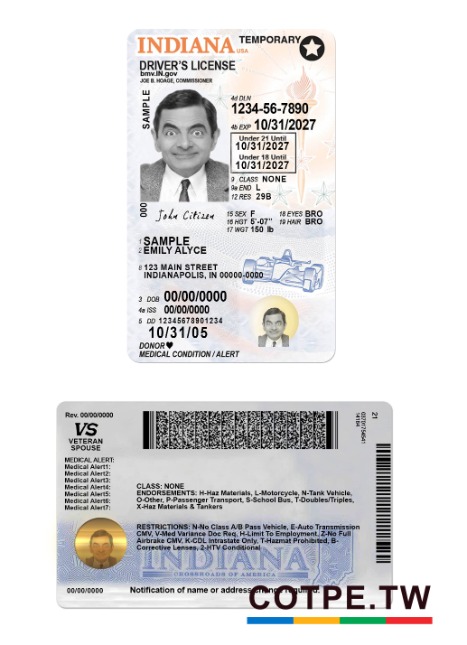 INDIANA USA TEMPORARY
DRIVER'S LICENSE
bmv.IN.gov
JOE B. HOAGE, COMMISSIONER
SAMPLE
4d DLN
1234-56-7890
4b EXP 10/31/2027
Under 21 Until
10/31/2027
Under 18 Until
10/31/2027
9 CLASS NONE
9a END L
12 RES 29B
000
John Citizen
15 SEX F 18 EYES BRO
16 HGT 5'-07" 19 HAIR BRO
17 WGT 150 lb
1 SAMPLE
2 EMILY ALYCE
8 123 MAIN STREET
INDIANAPOLIS, IN 00000-0000
3 DOB 00/00/0000
4a ISS 00/00/0000
5 DD 12345678901234
10/31/05
DONOR♥
MEDICAL CONDITION / ALERT
Rev. 00/00/0000
VS
VETERAN
SPOUSE
MEDICAL ALERT:
Medical Alert1:
Medical Alert2:
Medical Alert3:
Medical Alert4:
Medical Alert5:
Medical Alert6:
Medical Alert7:
21
CLASS: NONE
ENDORSEMENTS: H-Haz Materials, L-Motorcycle, N-Tank Vehicle,
O-Other, P-Passenger Transport, S-School Bus, T-Doubles/Triples,
X-Haz Materials & Tankers
RESTRICTIONS: N-No Class A/B Pass Vehicle, E-Auto Transmission
CMV, V-Med Variance Doc Req, H-Limit To Employment, Z-No Full
Airbrake CMV, K-CDL Intrastate Only, T-Hazmat Prohibited, B-
Corrective Lenses, 2-HTV Conditional
INDIANA
CROSSROADS OF AMERICA
00/00/0000
Notification of name or address change required.
COTPE.TW